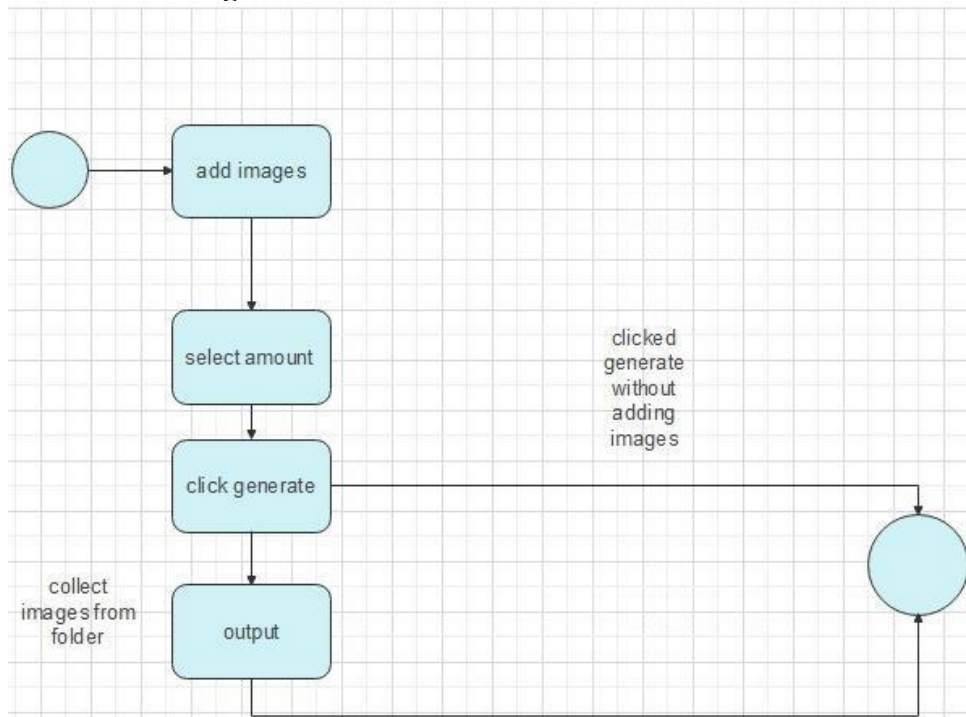 add images
select amount
clicked
generate
without
adding
images
click generate
collect
images from
folder
output